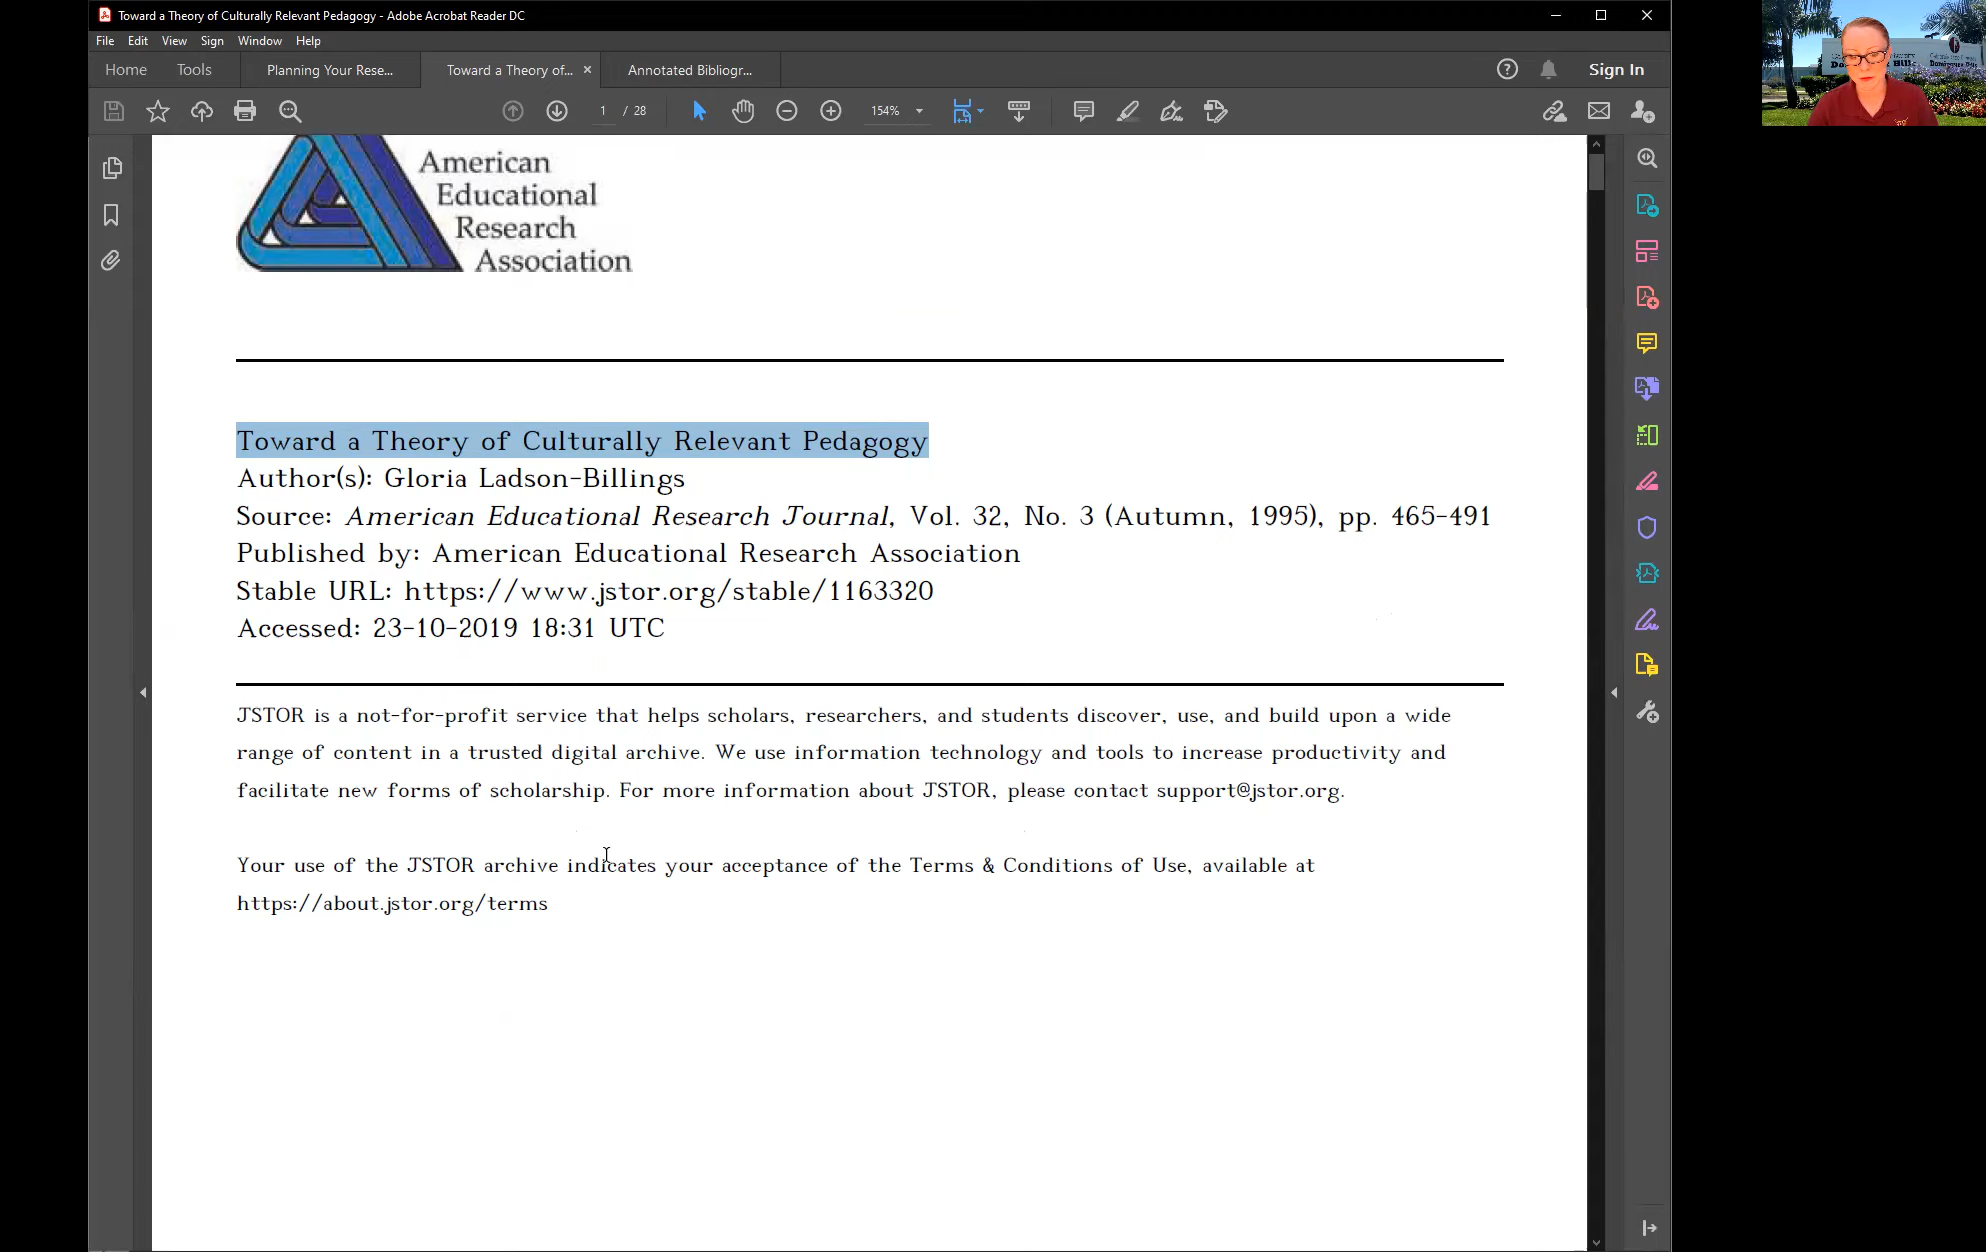 Toward a Theory of Culturally Relevant Pedagogy - Adobe Acrobat Reader DC
File Edit View Sign Window Help
Home Tools Planning Your Rese... Toward a Theory of... × Annotated Bibliogr... Sign In
1 / 28 154%
American
Educational
Research
Association
Toward a Theory of Culturally Relevant Pedagogy
Author(s): Gloria Ladson-Billings
Source: American Educational Research Journal, Vol. 32, No. 3 (Autumn, 1995), pp. 465-491
Published by: American Educational Research Association
Stable URL: https://www.jstor.org/stable/1163320
Accessed: 23-10-2019 18:31 UTC
JSTOR is a not-for-profit service that helps scholars, researchers, and students discover, use, and build upon a wide
range of content in a trusted digital archive. We use information technology and tools to increase productivity and
facilitate new forms of scholarship. For more information about JSTOR, please contact support@jstor.org.
Your use of the JSTOR archive indicates your acceptance of the Terms & Conditions of Use, available at
https://about.jstor.org/terms